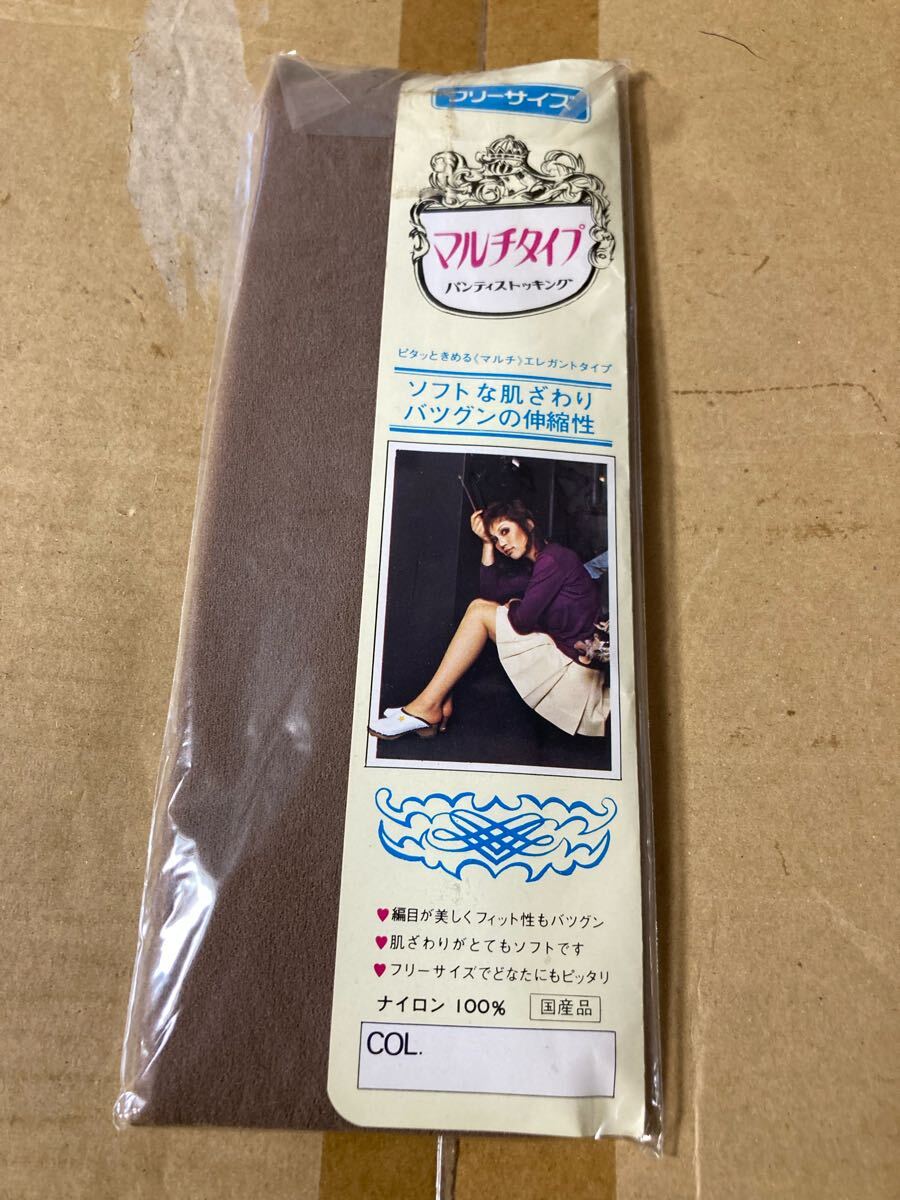 フリーサイズ
マルチタイプ
パンティストッキング
ピタッときめる《マルチ》エレガントタイプ
ソフトな肌ざわり
バツグンの伸縮性
♥編目が美しくフィット性もバツグン
♥肌ざわりがとてもソフトです
♥フリーサイズでどなたにもピッタリ
ナイロン 100% 国産品
COL.